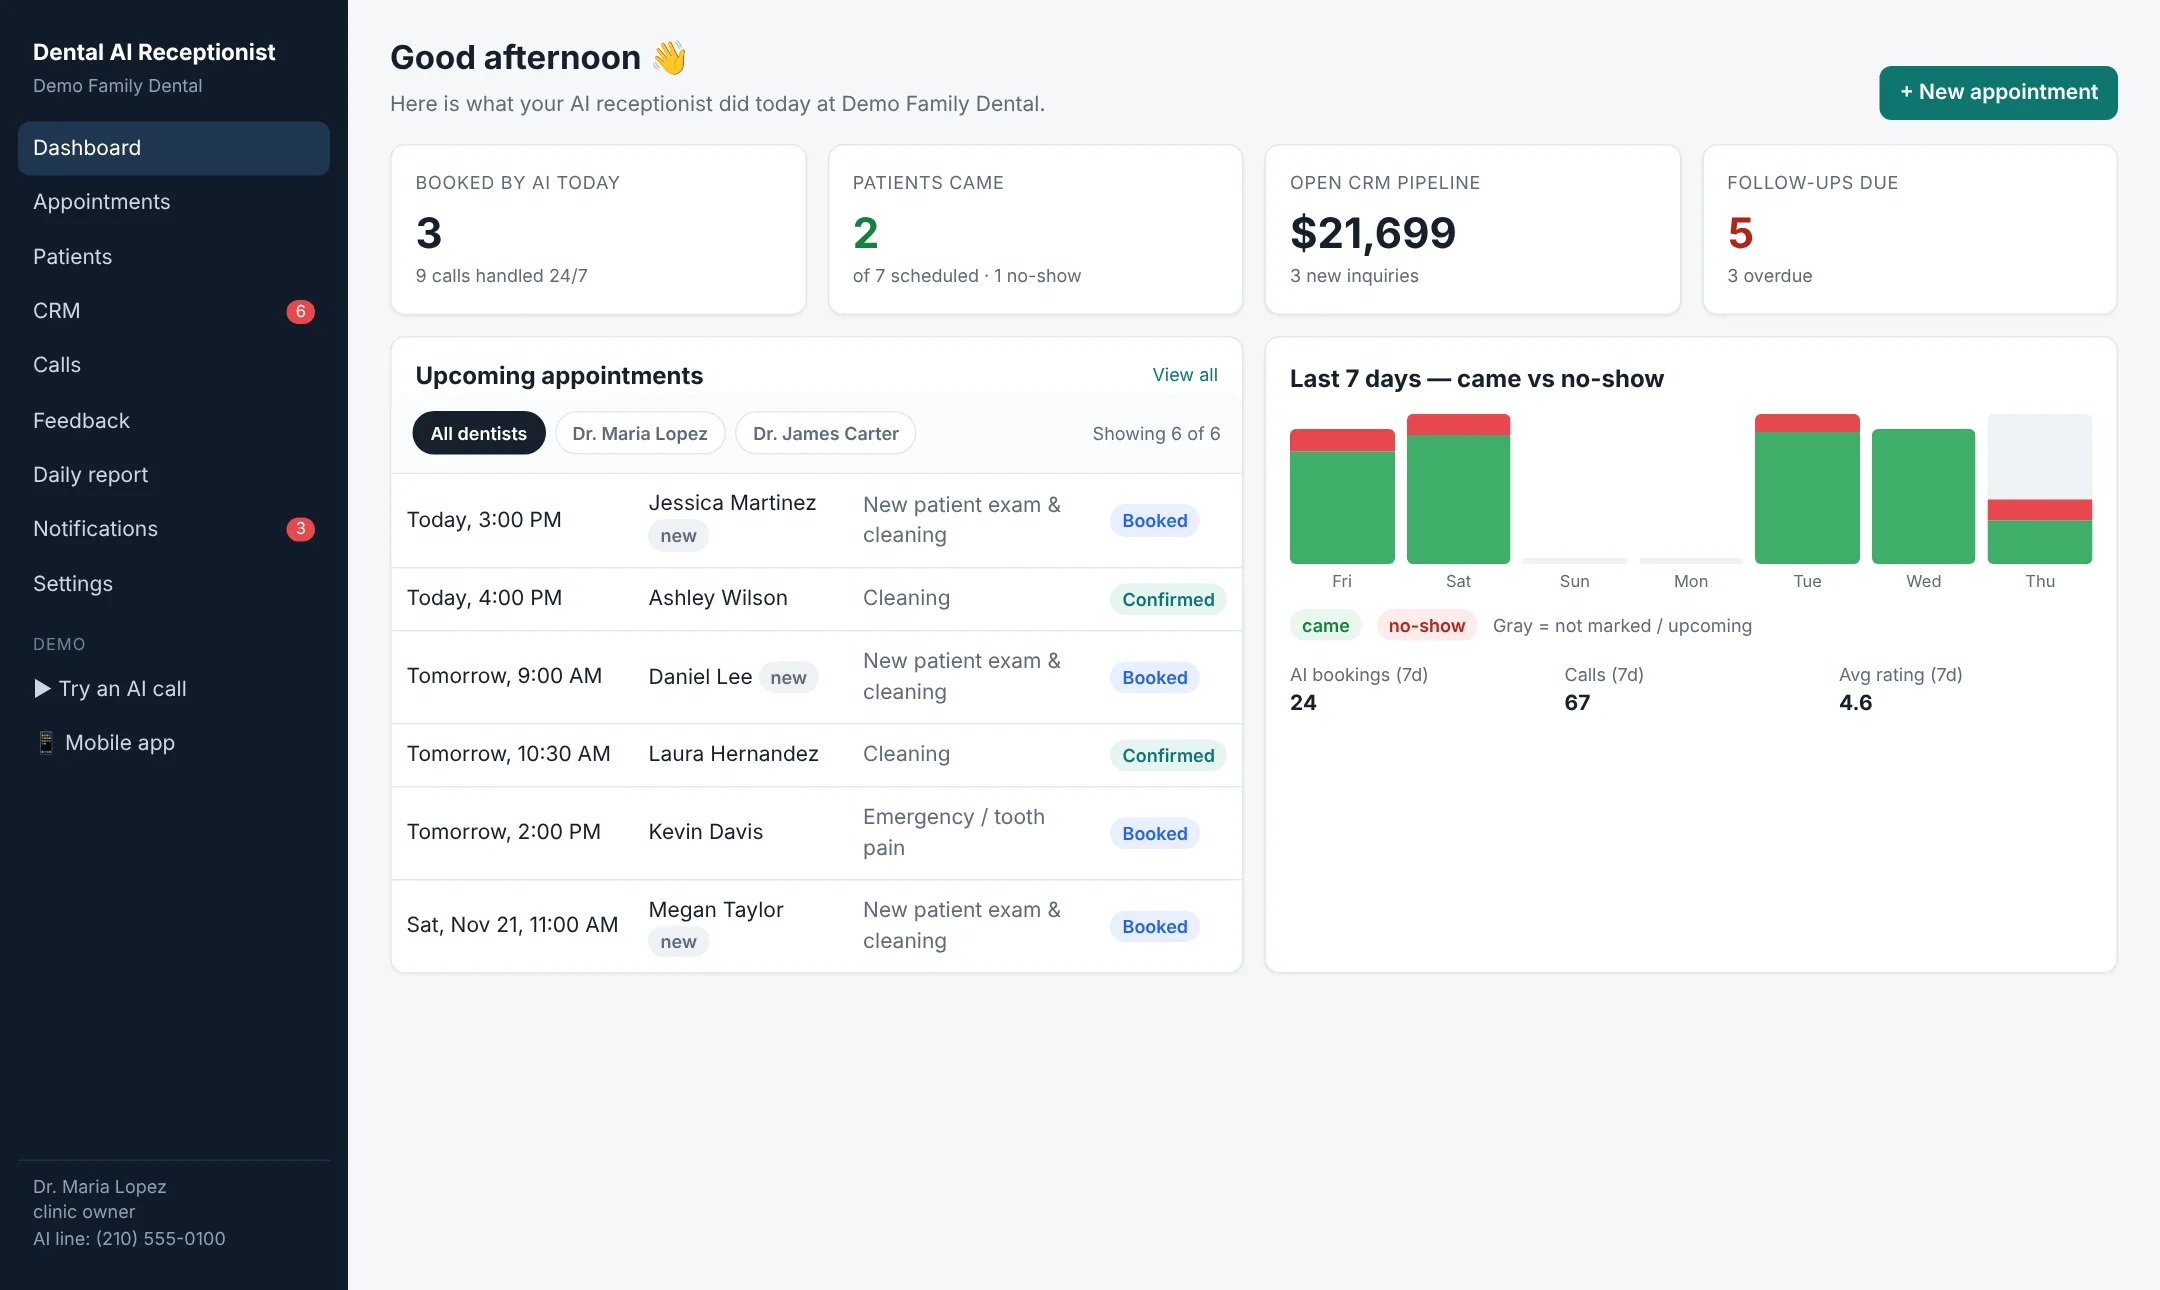 Dental AI Receptionist
Demo Family Dental
Dashboard
Appointments
Patients
CRM 6
Calls
Feedback
Daily report
Notifications 3
Settings
DEMO
▶ Try an AI call
📱 Mobile app
Dr. Maria Lopez
clinic owner
AI line: (210) 555-0100
Good afternoon 👋
Here is what your AI receptionist did today at Demo Family Dental.
+ New appointment
BOOKED BY AI TODAY
3
9 calls handled 24/7
PATIENTS CAME
2
of 7 scheduled · 1 no-show
OPEN CRM PIPELINE
$21,699
3 new inquiries
FOLLOW-UPS DUE
5
3 overdue
Upcoming appointments
View all
All dentists Dr. Maria Lopez Dr. James Carter Showing 6 of 6
Today, 3:00 PM
Jessica Martinez
new
New patient exam &
cleaning
Booked
Today, 4:00 PM Ashley Wilson Cleaning Confirmed
Tomorrow, 9:00 AM
Daniel Lee new
New patient exam &
cleaning
Booked
Tomorrow, 10:30 AM Laura Hernandez Cleaning Confirmed
Tomorrow, 2:00 PM
Kevin Davis
Emergency / tooth
pain
Booked
Sat, Nov 21, 11:00 AM
Megan Taylor
new
New patient exam &
cleaning
Booked
Last 7 days — came vs no-show
Fri Sat Sun Mon Tue Wed Thu
came no-show Gray = not marked / upcoming
AI bookings (7d)
24
Calls (7d)
67
Avg rating (7d)
4.6